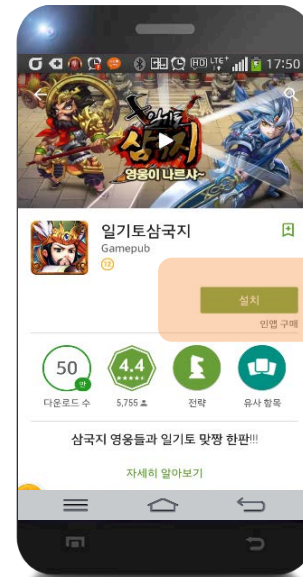 HD LTE 17:50
일기토
삼국지
영웅이 나르샤~
일기토삼국지
Gamepub
12
설치
인앱 구매
50
만
4.4
다운로드 수
5,755
전략
유사 항목
삼국지 영웅들과 일기토 맞짱 한판!!!
자세히 알아보기